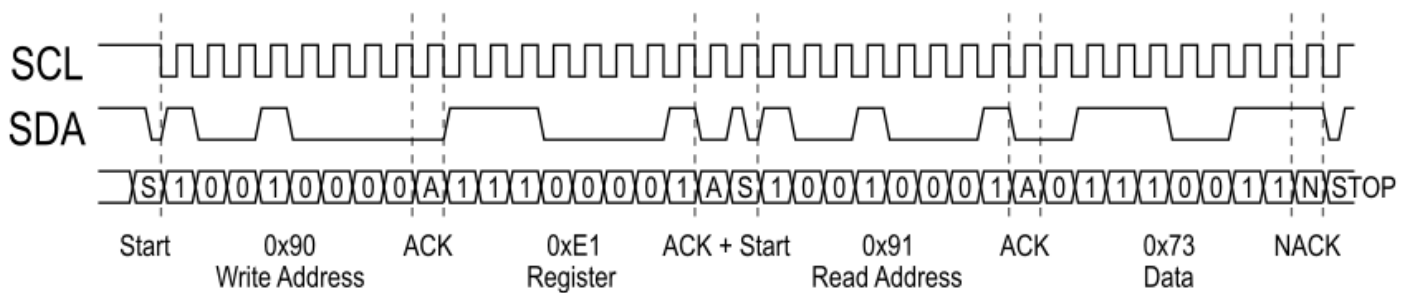 SCL
SDA
S 1 0 0 1 0 0 0 0 A 1 1 1 0 0 0 0 1 A S 1 0 0 1 0 0 0 1 A 0 1 1 1 0 0 1 1 N STOP
Start 0x90 ACK 0xE1 ACK + Start 0x91 ACK 0x73 NACK
Write Address Register Read Address Data